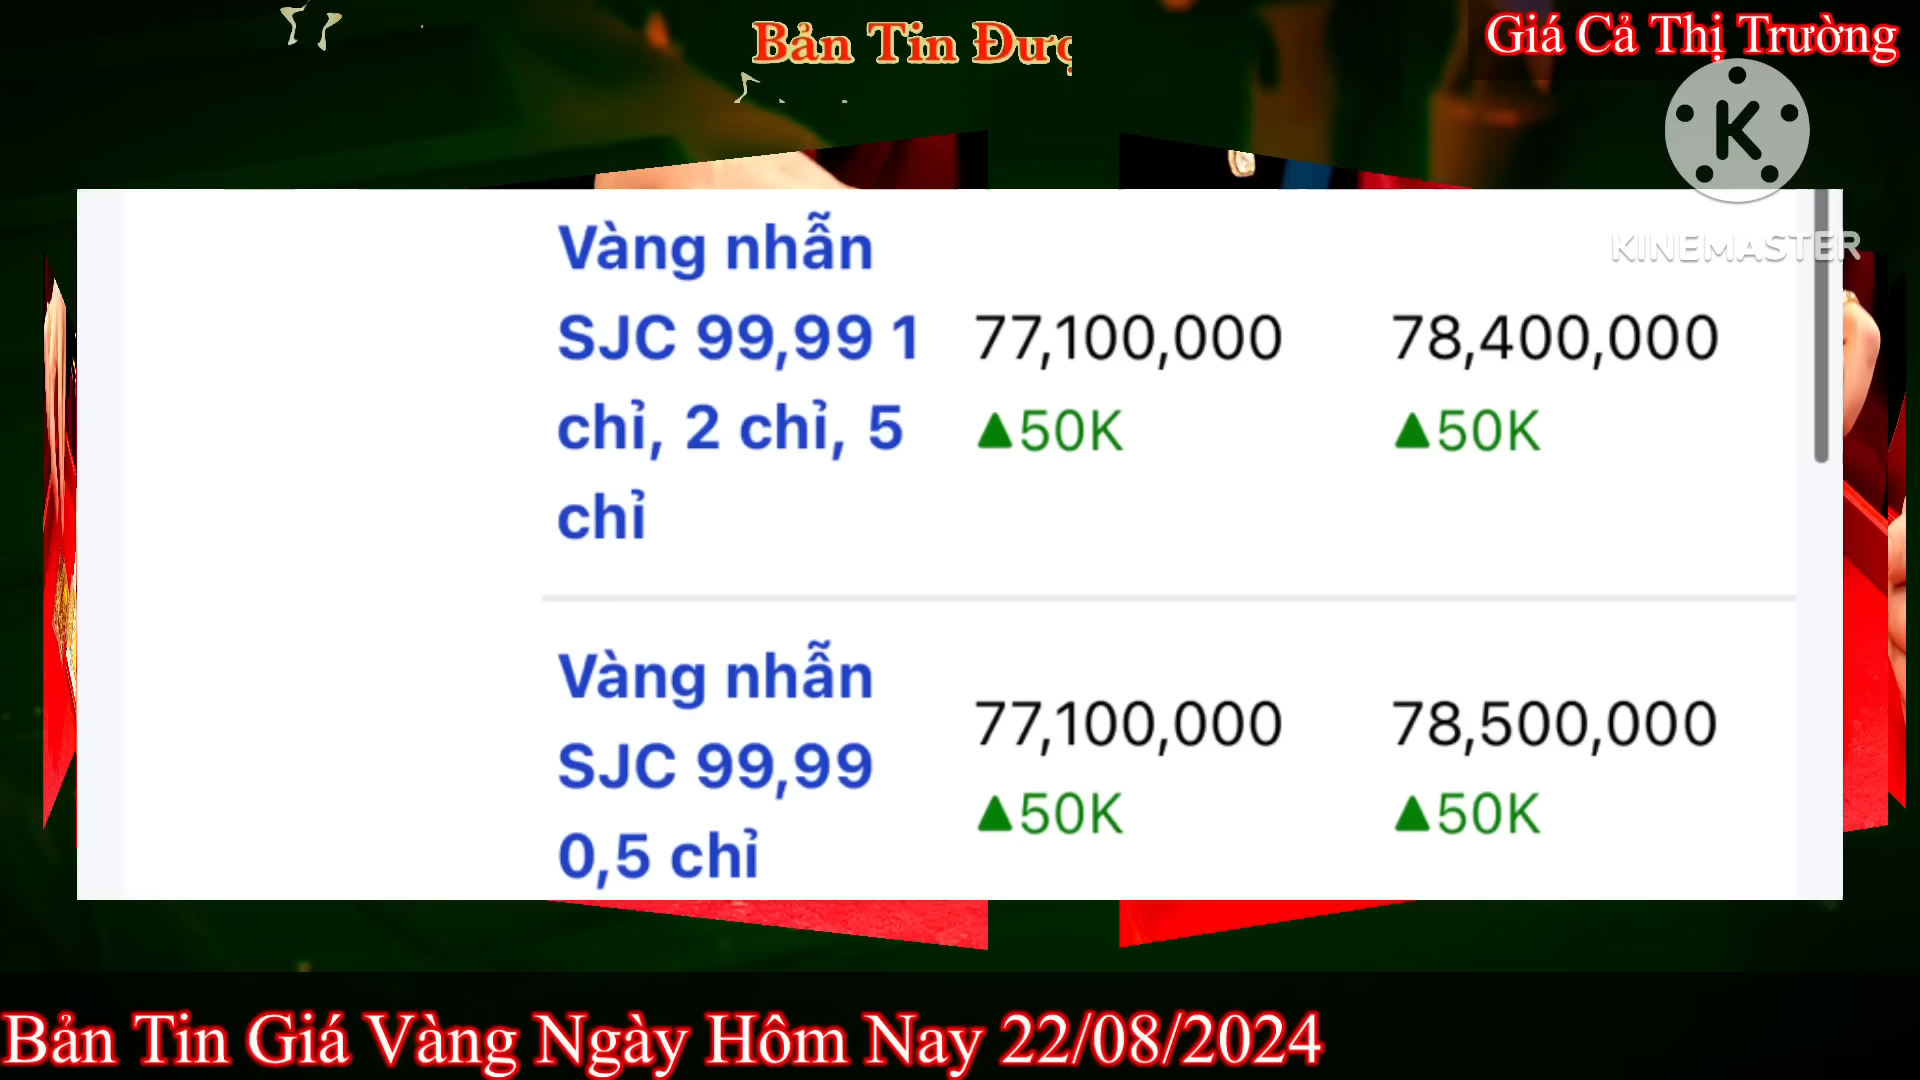 Bản Tin Đượ
Giá Cả Thị Trường
K
KINEMASTER
Vàng nhẫn
SJC 99,99 1
chỉ, 2 chỉ, 5
chỉ
77,100,000
▲50K
78,400,000
▲50K
Vàng nhẫn
SJC 99,99
0,5 chỉ
77,100,000
▲50K
78,500,000
▲50K
Bản Tin Giá Vàng Ngày Hôm Nay 22/08/2024